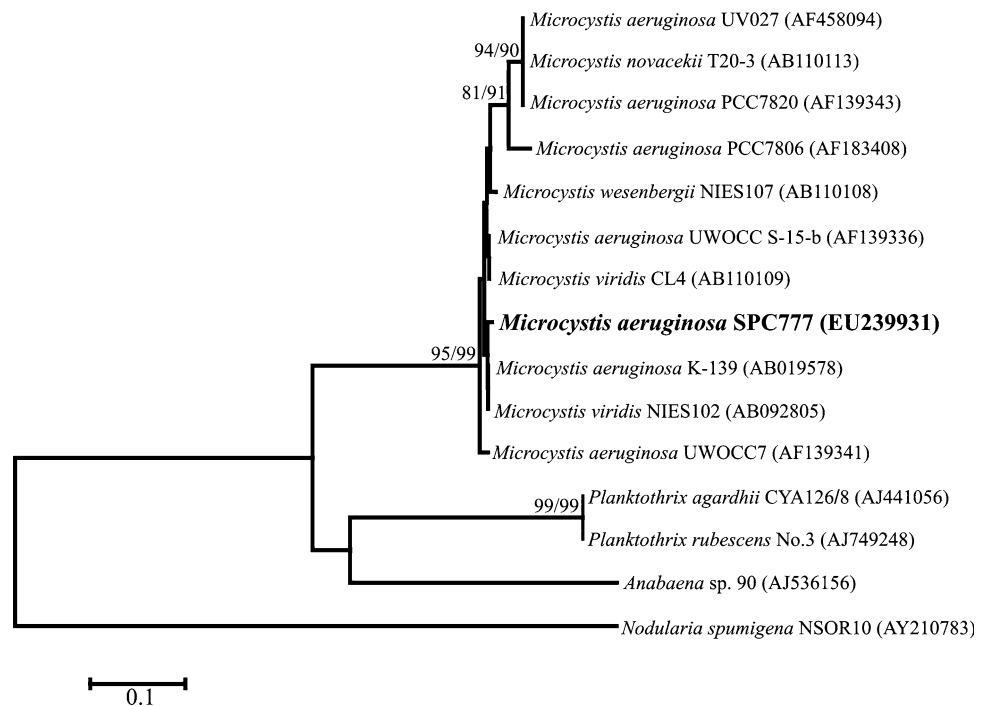 Microcystis aeruginosa UV027 (AF458094)
94/90
Microcystis novacekii T20-3 (AB110113)
81/91
Microcystis aeruginosa PCC7820 (AF139343)
Microcystis aeruginosa PCC7806 (AF183408)
Microcystis wesenbergii NIES107 (AB110108)
Microcystis aeruginosa UWOCC S-15-b (AF139336)
Microcystis viridis CL4 (AB110109)
Microcystis aeruginosa SPC777 (EU239931)
95/99
Microcystis aeruginosa K-139 (AB019578)
Microcystis viridis NIES102 (AB092805)
Microcystis aeruginosa UWOCC7 (AF139341)
99/99
Planktothrix agardhii CYA126/8 (AJ441056)
Planktothrix rubescens No.3 (AJ749248)
Anabaena sp. 90 (AJ536156)
Nodularia spumigena NSOR10 (AY210783)
0.1